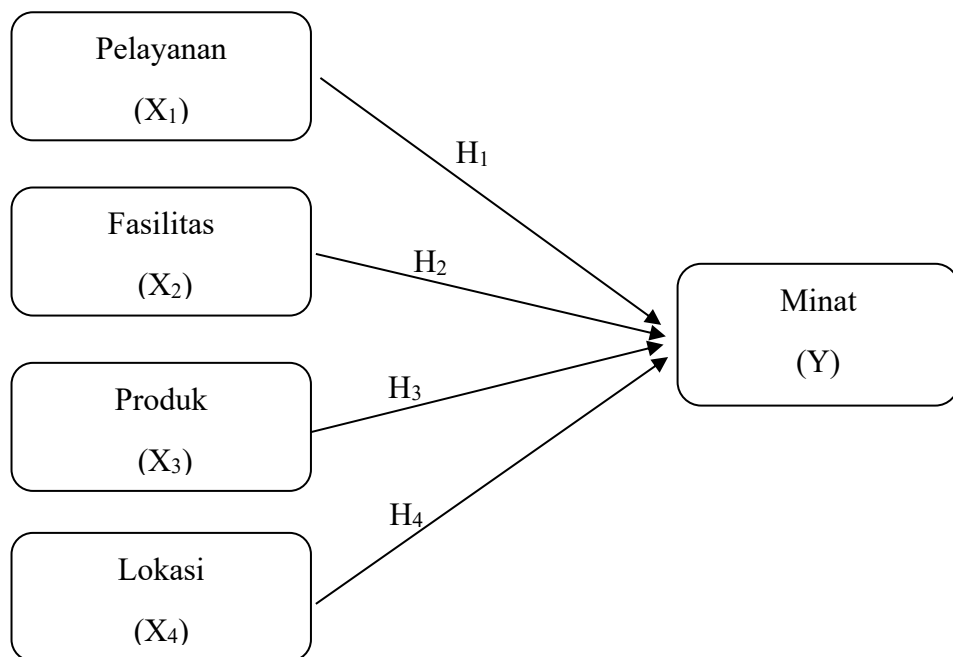 Pelayanan
(X₁)
H₁
Fasilitas
(X₂)
H₂
Produk
(X₃)
H₃
Lokasi
(X₄)
H₄
Minat
(Y)